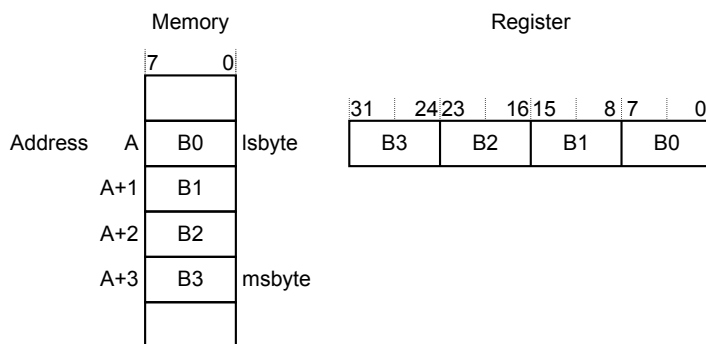 Memory Register
7 0
31 24 23 16 15 8 7 0
Address A B0 lsbyte B3 B2 B1 B0
A+1 B1
A+2 B2
A+3 B3 msbyte